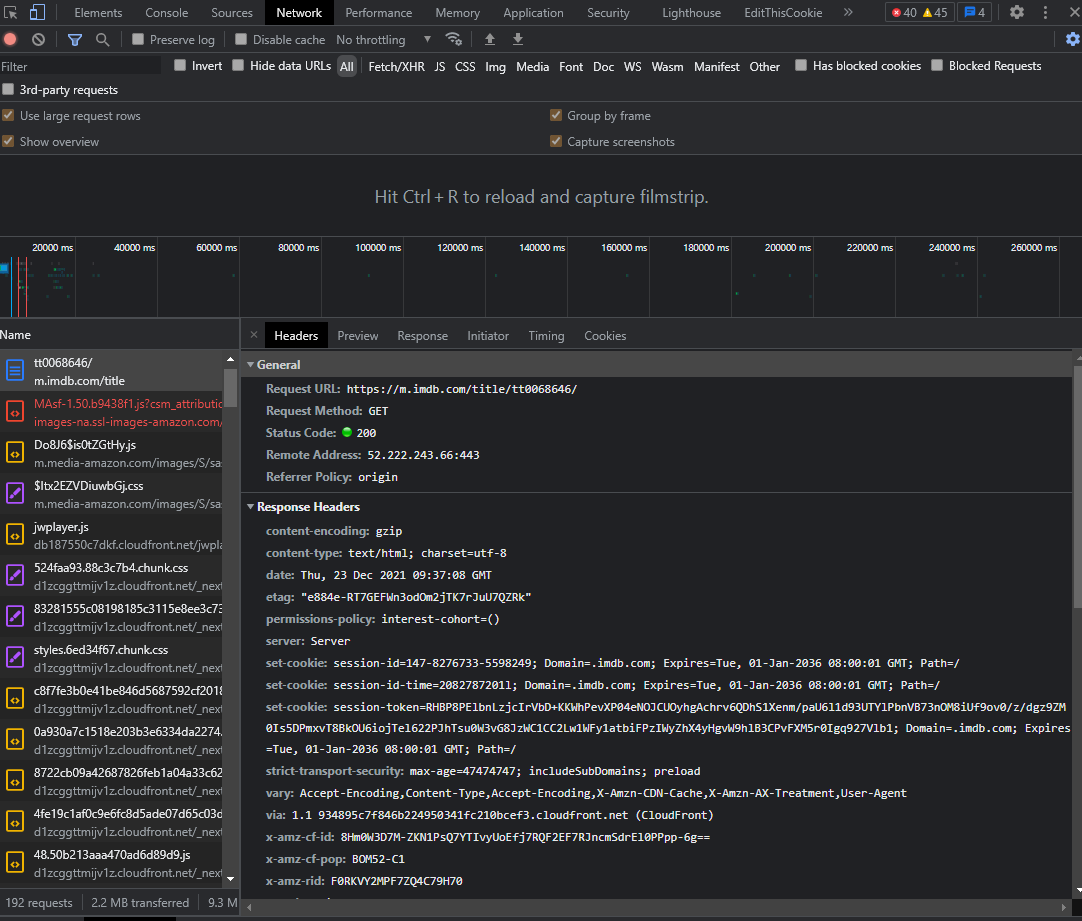 Elements Console Sources Network Performance Memory Application Security Lighthouse EditThisCookie » 40 45 4
Preserve log Disable cache No throttling
Filter Invert Hide data URLs All Fetch/XHR JS CSS Img Media Font Doc WS Wasm Manifest Other Has blocked cookies Blocked Requests
3rd-party requests
Use large request rows Group by frame
Show overview Capture screenshots
Hit Ctrl + R to reload and capture filmstrip.
20000 ms 40000 ms 60000 ms 80000 ms 100000 ms 120000 ms 140000 ms 160000 ms 180000 ms 200000 ms 220000 ms 240000 ms 260000 ms
Name
tt0068646/
m.imdb.com/title
MAsf-1.50.b9438f1.js?csm_attributic
images-na.ssl-images-amazon.com/
Do8J6$is0tZGtHy.js
m.media-amazon.com/images/S/sa
$Itx2EZVDiuwbGj.css
m.media-amazon.com/images/S/sa
jwplayer.js
db187550c7dkf.cloudfront.net/jwpla
524faa93.88c3c7b4.chunk.css
d1zcggttmijv1z.cloudfront.net/_next
83281555c08198185c3115e8ee3c73
d1zcggttmijv1z.cloudfront.net/_next
styles.6ed34f67.chunk.css
d1zcggttmijv1z.cloudfront.net/_next
c8f7fe3b0e41be846d5687592cf2018
d1zcggttmijv1z.cloudfront.net/_next
0a930a7c1518e203b3e6334da2274.
d1zcggttmijv1z.cloudfront.net/_next
8722cb09a42687826feb1a04a33c62
d1zcggttmijv1z.cloudfront.net/_next
4fe19c1af0c9e6fc8d5ade07d65c03d
d1zcggttmijv1z.cloudfront.net/_next
48.50b213aaa470ad6d89d9.js
d1zcggttmijv1z.cloudfront.net/_next
192 requests 2.2 MB transferred 9.3 M
× Headers Preview Response Initiator Timing Cookies
General
Request URL: https://m.imdb.com/title/tt0068646/
Request Method: GET
Status Code: 200
Remote Address: 52.222.243.66:443
Referrer Policy: origin
Response Headers
content-encoding: gzip
content-type: text/html; charset=utf-8
date: Thu, 23 Dec 2021 09:37:08 GMT
etag: "e884e-RT7GEFWn3odOm2jTK7rJuU7QZRk"
permissions-policy: interest-cohort=()
server: Server
set-cookie: session-id=147-8276733-5598249; Domain=.imdb.com; Expires=Tue, 01-Jan-2036 08:00:01 GMT; Path=/
set-cookie: session-id-time=2082787201l; Domain=.imdb.com; Expires=Tue, 01-Jan-2036 08:00:01 GMT; Path=/
set-cookie: session-token=RHBP8PElbnLzjcIrVbD+KKWhPevXP04eNOJCUOyhgAchrv6QDhS1Xenm/paU6l1d93UTYlPbnVB73nOM8iUf9ov0/z/dgz9ZM
0Is5DPmxvT8BkOU6iojTel622PJhTsu0W3vG8JzWC1CC2Lw1WFy1atbiFPzIWyZhX4yHgvW9hlB3CPvFXM5r0Igq927Vlb1; Domain=.imdb.com; Expires
=Tue, 01-Jan-2036 08:00:01 GMT; Path=/
strict-transport-security: max-age=47474747; includeSubDomains; preload
vary: Accept-Encoding,Content-Type,Accept-Encoding,X-Amzn-CDN-Cache,X-Amzn-AX-Treatment,User-Agent
via: 1.1 934895c7f846b224950341fc210bcef3.cloudfront.net (CloudFront)
x-amz-cf-id: 8Hm0W3D7M-ZKN1PsQ7YTIvyUoEfj7RQF2EF7RJncmSdrEl0PPpp-6g==
x-amz-cf-pop: BOM52-C1
x-amz-rid: F0RKVY2MPF7ZQ4C79H70